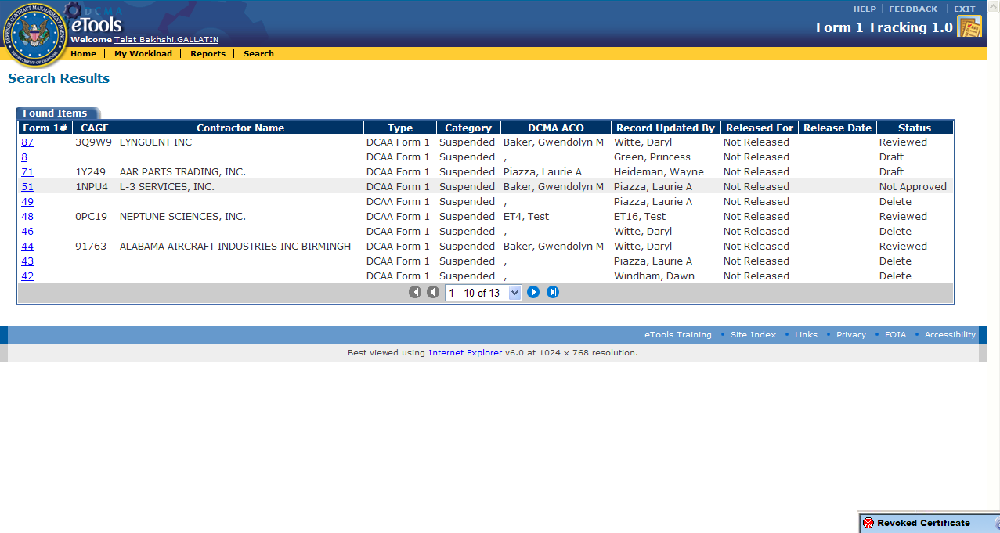 DCMA
HELP FEEDBACK EXIT
eTools
Form 1 Tracking 1.0
Welcome Talat Bakhshi,GALLATIN
DEFENSE CONTRACT MANAGEMENT AGENCY
DEPARTMENT OF DEFENSE
Home My Workload Reports Search
Search Results
Found Items
Form 1# CAGE Contractor Name Type Category DCMA ACO Record Updated By Released For Release Date Status
87 3Q9W9 LYNGUENT INC DCAA Form 1 Suspended Baker, Gwendolyn M Witte, Daryl Not Released Reviewed
8 DCAA Form 1 Suspended , Green, Princess Not Released Draft
71 1Y249 AAR PARTS TRADING, INC. DCAA Form 1 Suspended Piazza, Laurie A Heideman, Wayne Not Released Draft
51 1NPU4 L-3 SERVICES, INC. DCAA Form 1 Suspended Baker, Gwendolyn M Piazza, Laurie A Not Released Not Approved
49 DCAA Form 1 Suspended , Piazza, Laurie A Not Released Delete
48 0PC19 NEPTUNE SCIENCES, INC. DCAA Form 1 Suspended ET4, Test ET16, Test Not Released Reviewed
46 DCAA Form 1 Suspended , Witte, Daryl Not Released Delete
44 91763 ALABAMA AIRCRAFT INDUSTRIES INC BIRMINGH DCAA Form 1 Suspended Baker, Gwendolyn M Witte, Daryl Not Released Reviewed
43 DCAA Form 1 Suspended , Piazza, Laurie A Not Released Delete
42 DCAA Form 1 Suspended , Windham, Dawn Not Released Delete
1 - 10 of 13
eTools Training • Site Index • Links • Privacy • FOIA • Accessibility
Best viewed using Internet Explorer v6.0 at 1024 x 768 resolution.
Revoked Certificate